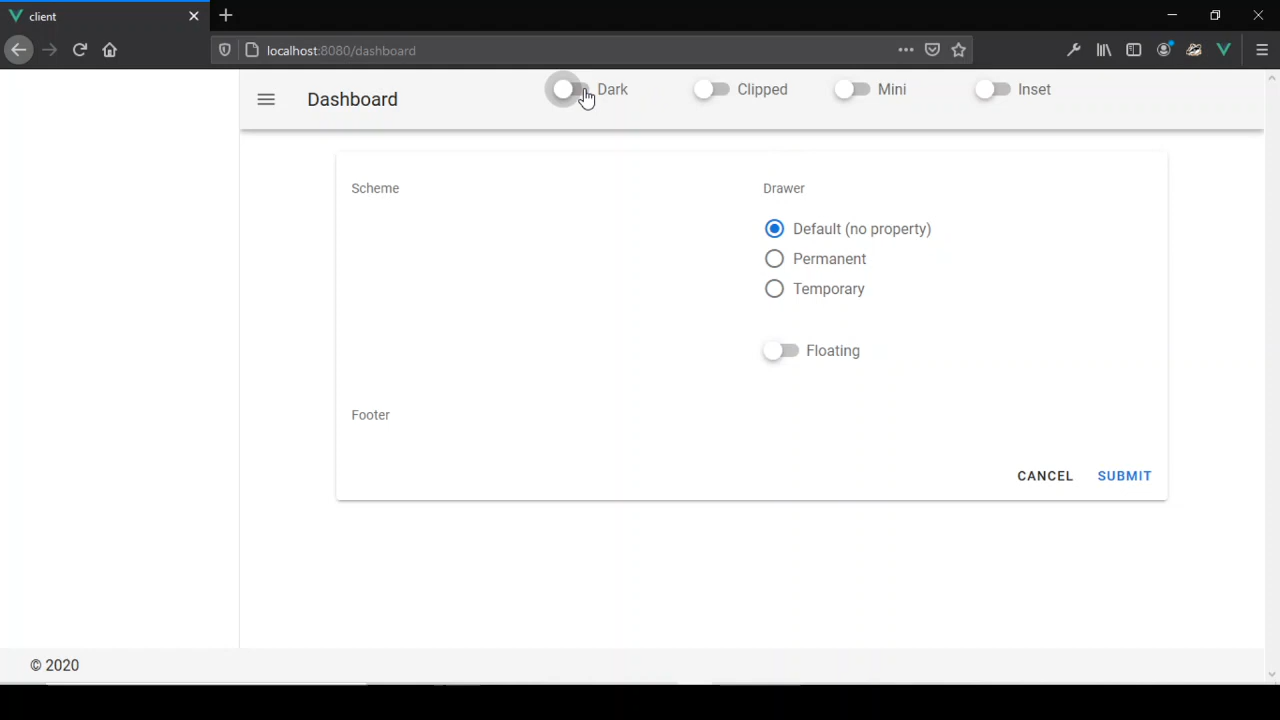 client
localhost:8080/dashboard
Dashboard
Dark
Clipped
Mini
Inset
Scheme
Drawer
Default (no property)
Permanent
Temporary
Floating
Footer
CANCEL
SUBMIT
© 2020